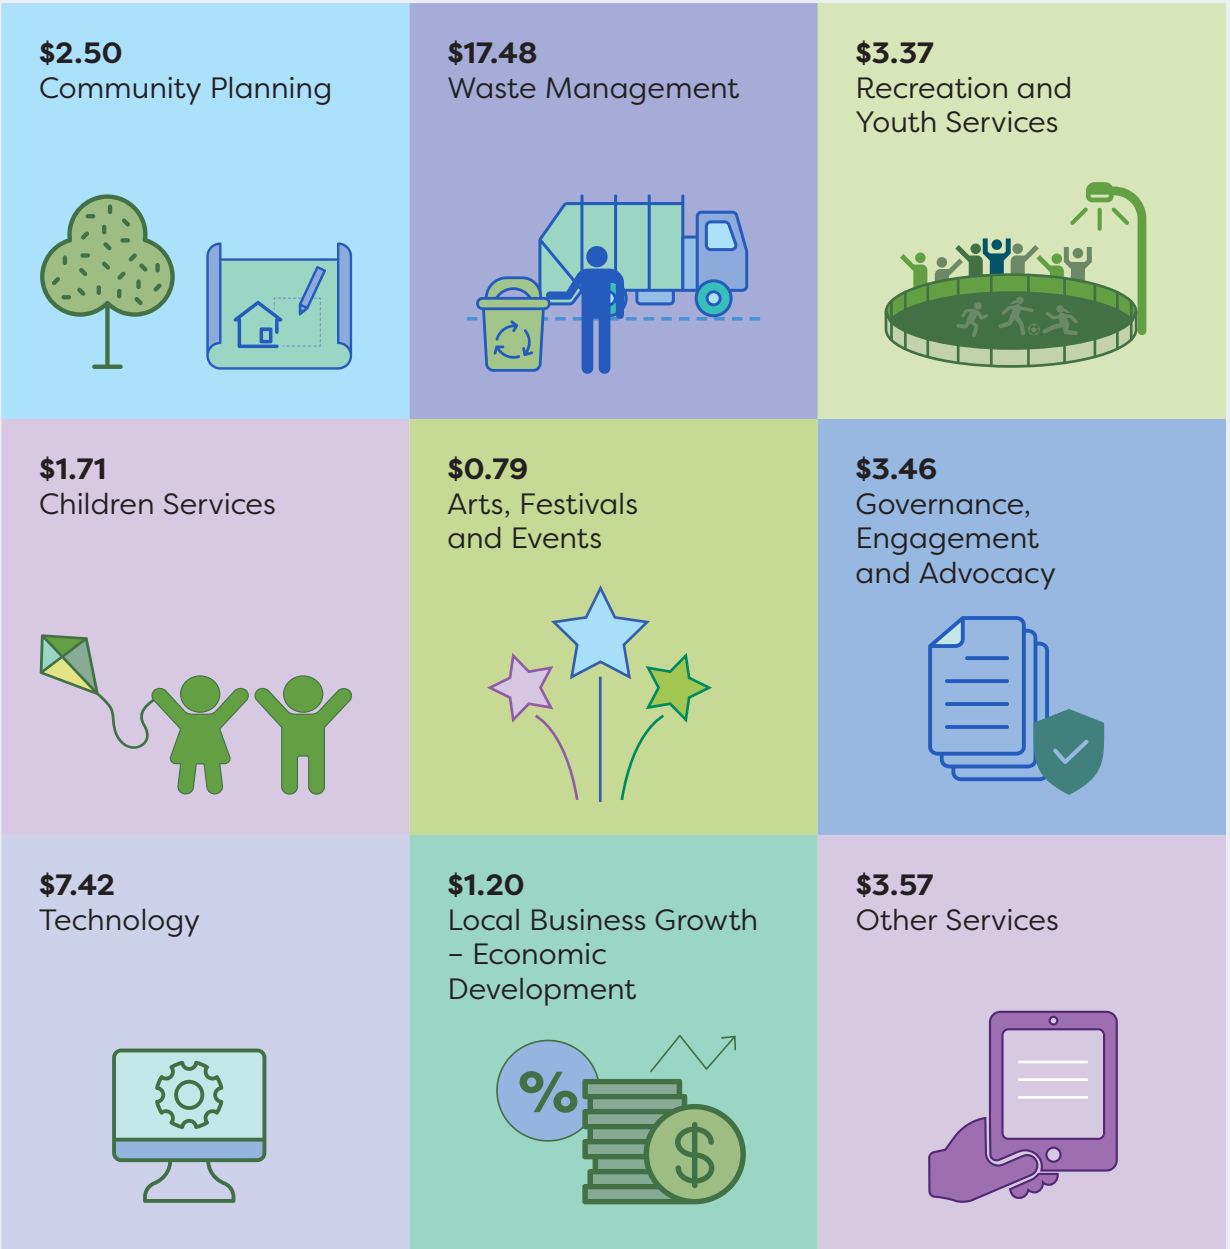 $2.50
Community Planning
$17.48
Waste Management
$3.37
Recreation and
Youth Services
$1.71
Children Services
$0.79
Arts, Festivals
and Events
$3.46
Governance,
Engagement
and Advocacy
$7.42
Technology
$1.20
Local Business Growth
– Economic
Development
%
$
$3.57
Other Services